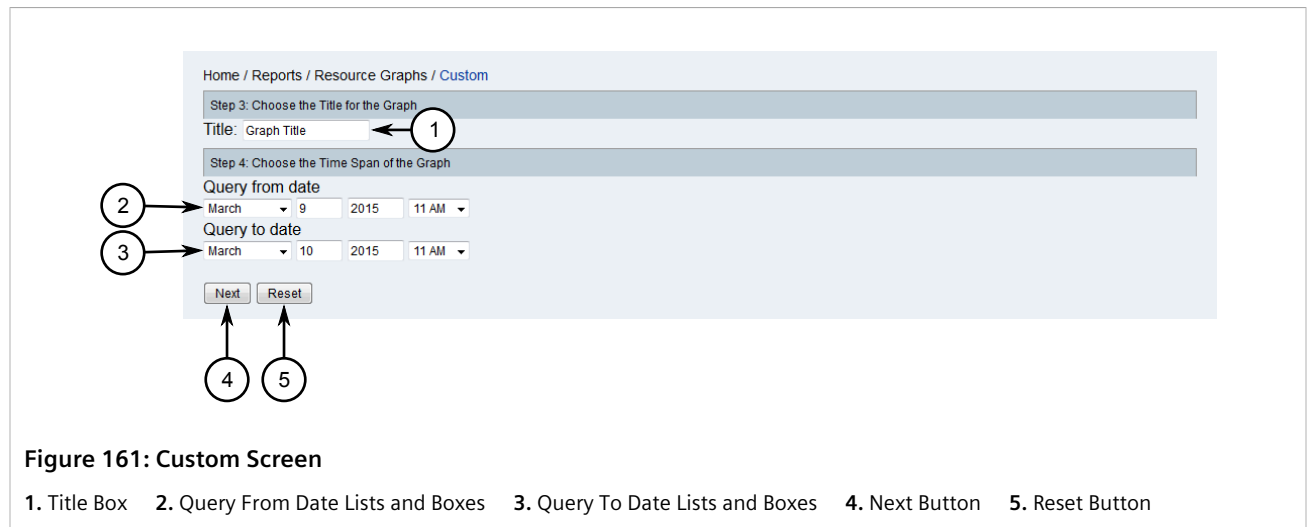 Home / Reports / Resource Graphs / Custom
Step 3: Choose the Title for the Graph
Title: Graph Title
1
Step 4: Choose the Time Span of the Graph
Query from date
2
March 9 2015 11 AM
Query to date
3
March 10 2015 11 AM
Next Reset
4 5
Figure 161: Custom Screen
1. Title Box 2. Query From Date Lists and Boxes 3. Query To Date Lists and Boxes 4. Next Button 5. Reset Button